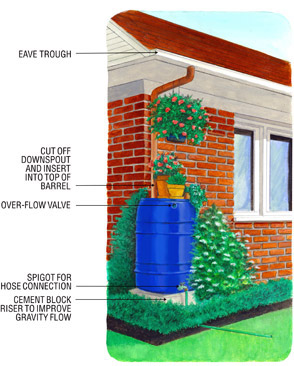 EAVE TROUGH
CUT OFF
DOWNSPOUT
AND INSERT
INTO TOP OF
BARREL
OVER-FLOW VALVE
SPIGOT FOR
HOSE CONNECTION
CEMENT BLOCK
RISER TO IMPROVE
GRAVITY FLOW